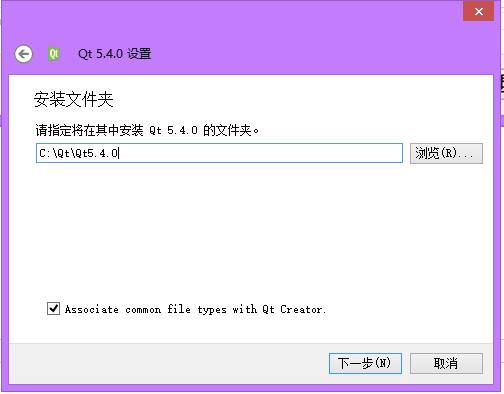 Qt 5.4.0 设置
安装文件夹
请指定将在其中安装 Qt 5.4.0 的文件夹。
C:\Qt\Qt5.4.0
浏览(R)...
Associate common file types with Qt Creator.
下一步(N)
取消